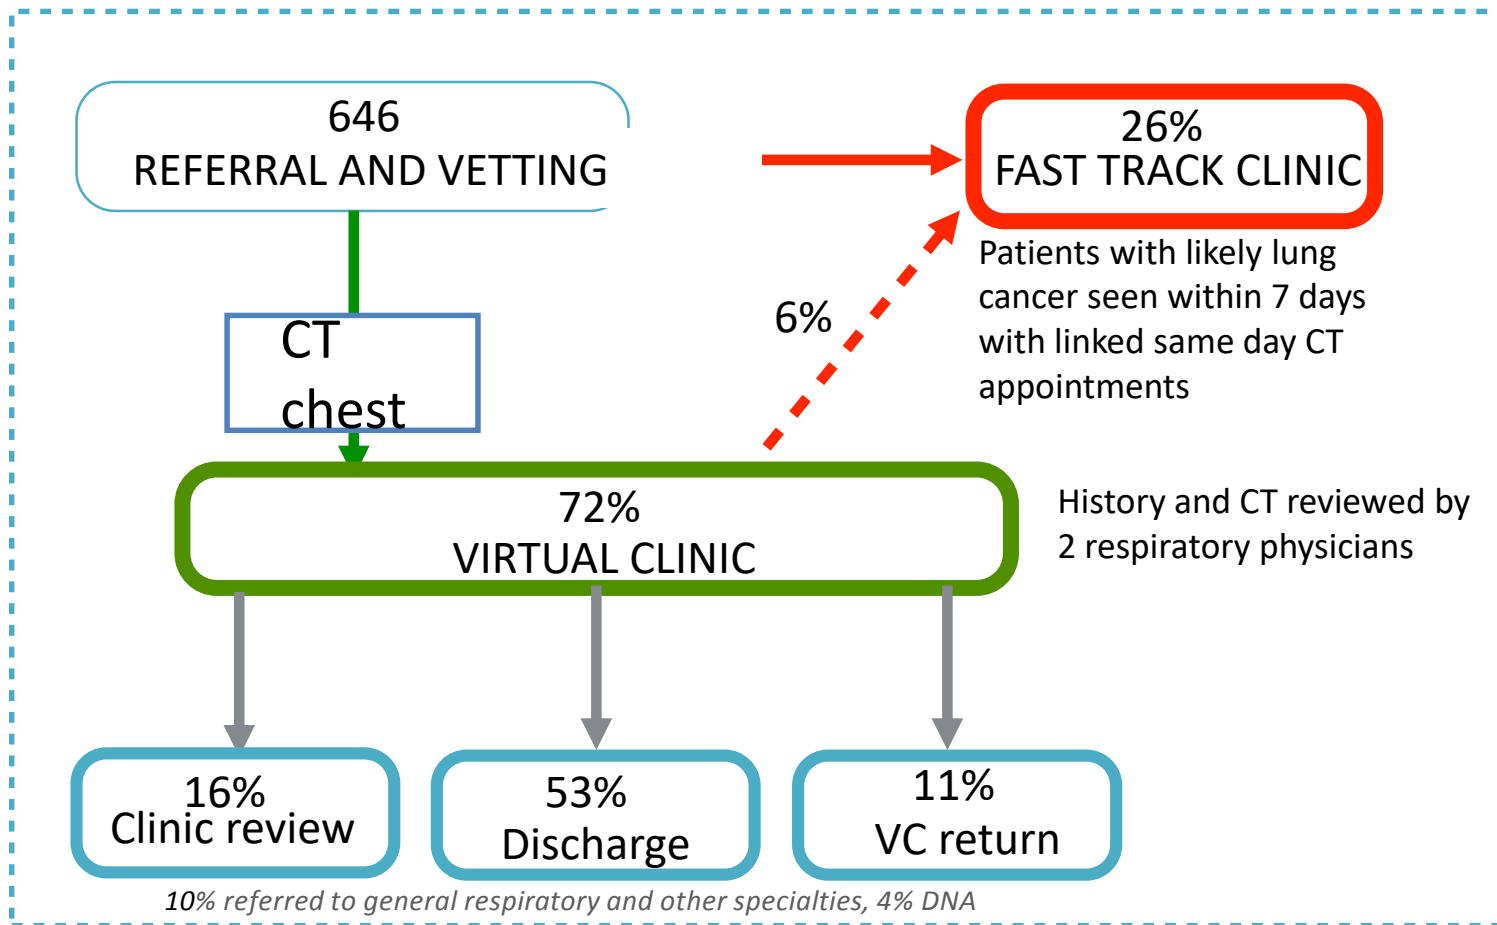 646
REFERRAL AND VETTING
26%
FAST TRACK CLINIC
Patients with likely lung
cancer seen within 7 days
with linked same day CT
appointments
6%
CT
chest
72%
VIRTUAL CLINIC
History and CT reviewed by
2 respiratory physicians
16%
Clinic review
53%
Discharge
11%
VC return
10% referred to general respiratory and other specialties, 4% DNA